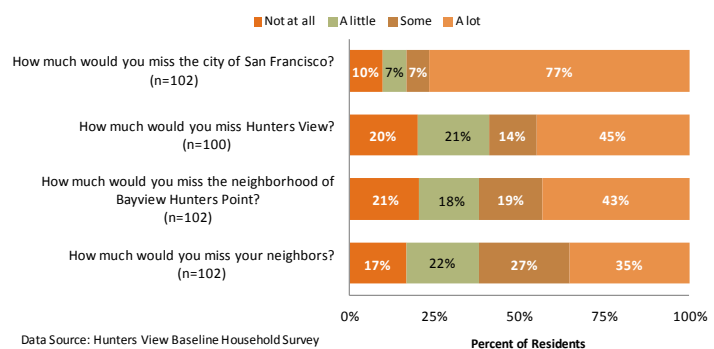 Not at all A little Some A lot
How much would you miss the city of San Francisco?
(n=102)
10% 7% 7% 77%
How much would you miss Hunters View?
(n=100)
20% 21% 14% 45%
How much would you miss the neighborhood of
Bayview Hunters Point?
(n=102)
21% 18% 19% 43%
How much would you miss your neighbors?
(n=102)
17% 22% 27% 35%
0% 25% 50% 75% 100%
Data Source: Hunters View Baseline Household Survey
Percent of Residents